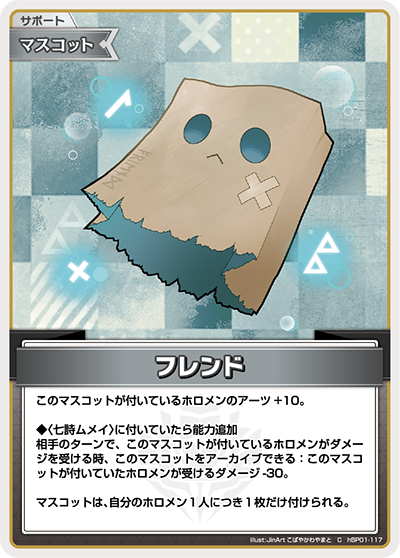 サポート
マスコット
フレンド
このマスコットが付いているホロメンのアーツ+10。
◆〈七詩ムメイ〉に付いていたら能力追加
相手のターンで、このマスコットが付いているホロメンがダメー
ジを受ける時、このマスコットをアーカイブできる：このマスコ
ットが付いていたホロメンが受けるダメージ-30。
マスコットは、自分のホロメン1人につき1枚だけ付けられる。
illust:JinArt こばやかわやまと C hSP01-117